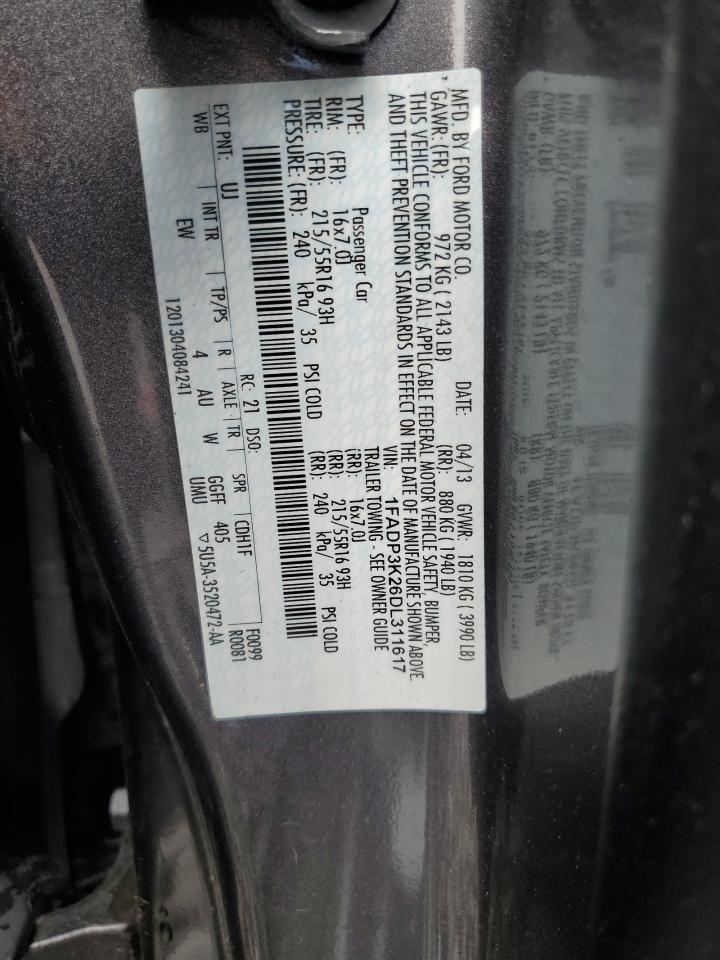 MFD. BY FORD MOTOR CO.
DATE: 04/13 GVWR: 1810 KG ( 3990 LB)
GAWR: (FR): 972 KG ( 2143 LB) (RR): 880 KG ( 1940 LB)
THIS VEHICLE CONFORMS TO ALL APPLICABLE FEDERAL MOTOR VEHICLE SAFETY, BUMPER,
AND THEFT PREVENTION STANDARDS IN EFFECT ON THE DATE OF MANUFACTURE SHOWN ABOVE.
VIN: 1FADP3K26DL311617
TYPE: Passenger Car TRAILER TOWING - SEE OWNER GUIDE
RIM: (FR): 16x7.0J (RR): 16x7.0J
TIRE: (FR): 215/55R16 93H (RR): 215/55R16 93H
PRESSURE: (FR): 240 kPa/ 35 PSI COLD (RR): 240 kPa/ 35 PSI COLD
F0099
R0081
EXT PNT: UJ RC: 21 DSO:
WB INT TR TP/PS R AXLE TR SPR CDH1F
EW 4 AU W GGFF 405
UMU
1201304084241 ▽5U5A-3520472-AA